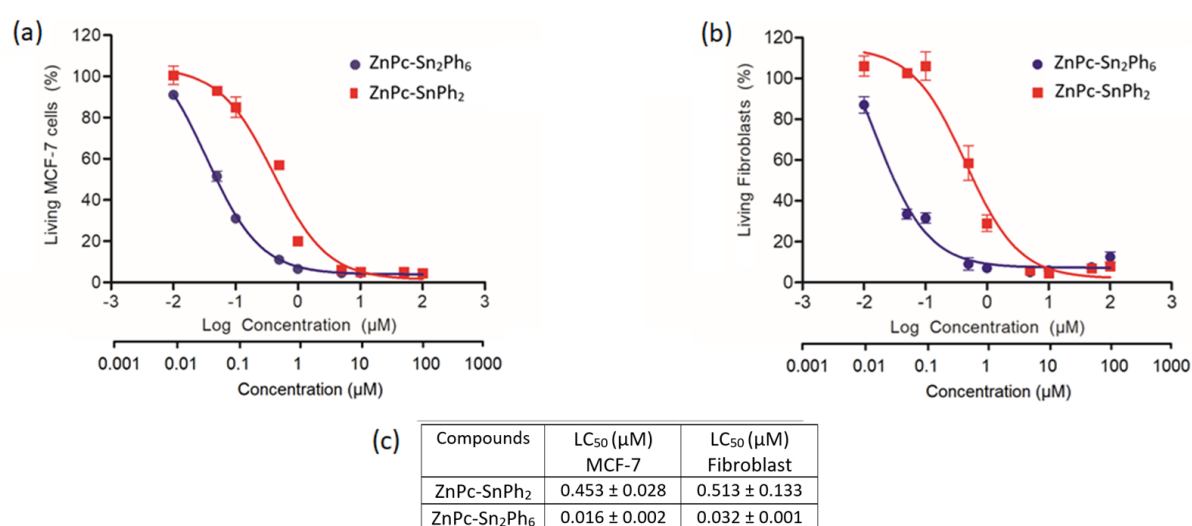 (a)
120
100
80
60
40
20
0
Living MCF-7 cells (%)
ZnPc-Sn₂Ph₆
ZnPc-SnPh₂
-3 -2 -1 0 1 2 3
Log Concentration (µM)
0.001 0.01 0.1 1 10 100 1000
Concentration (µM)
(b)
120
100
80
60
40
20
0
Living Fibroblasts (%)
ZnPc-Sn₂Ph₆
ZnPc-SnPh₂
-3 -2 -1 0 1 2 3
Log Concentration (µM)
0.001 0.01 0.1 1 10 100 1000
Concentration (µM)
(c)
Compounds LC₅₀ (µM) LC₅₀ (µM)
MCF-7 Fibroblast
ZnPc-SnPh₂ 0.453 ± 0.028 0.513 ± 0.133
ZnPc-Sn₂Ph₆ 0.016 ± 0.002 0.032 ± 0.001